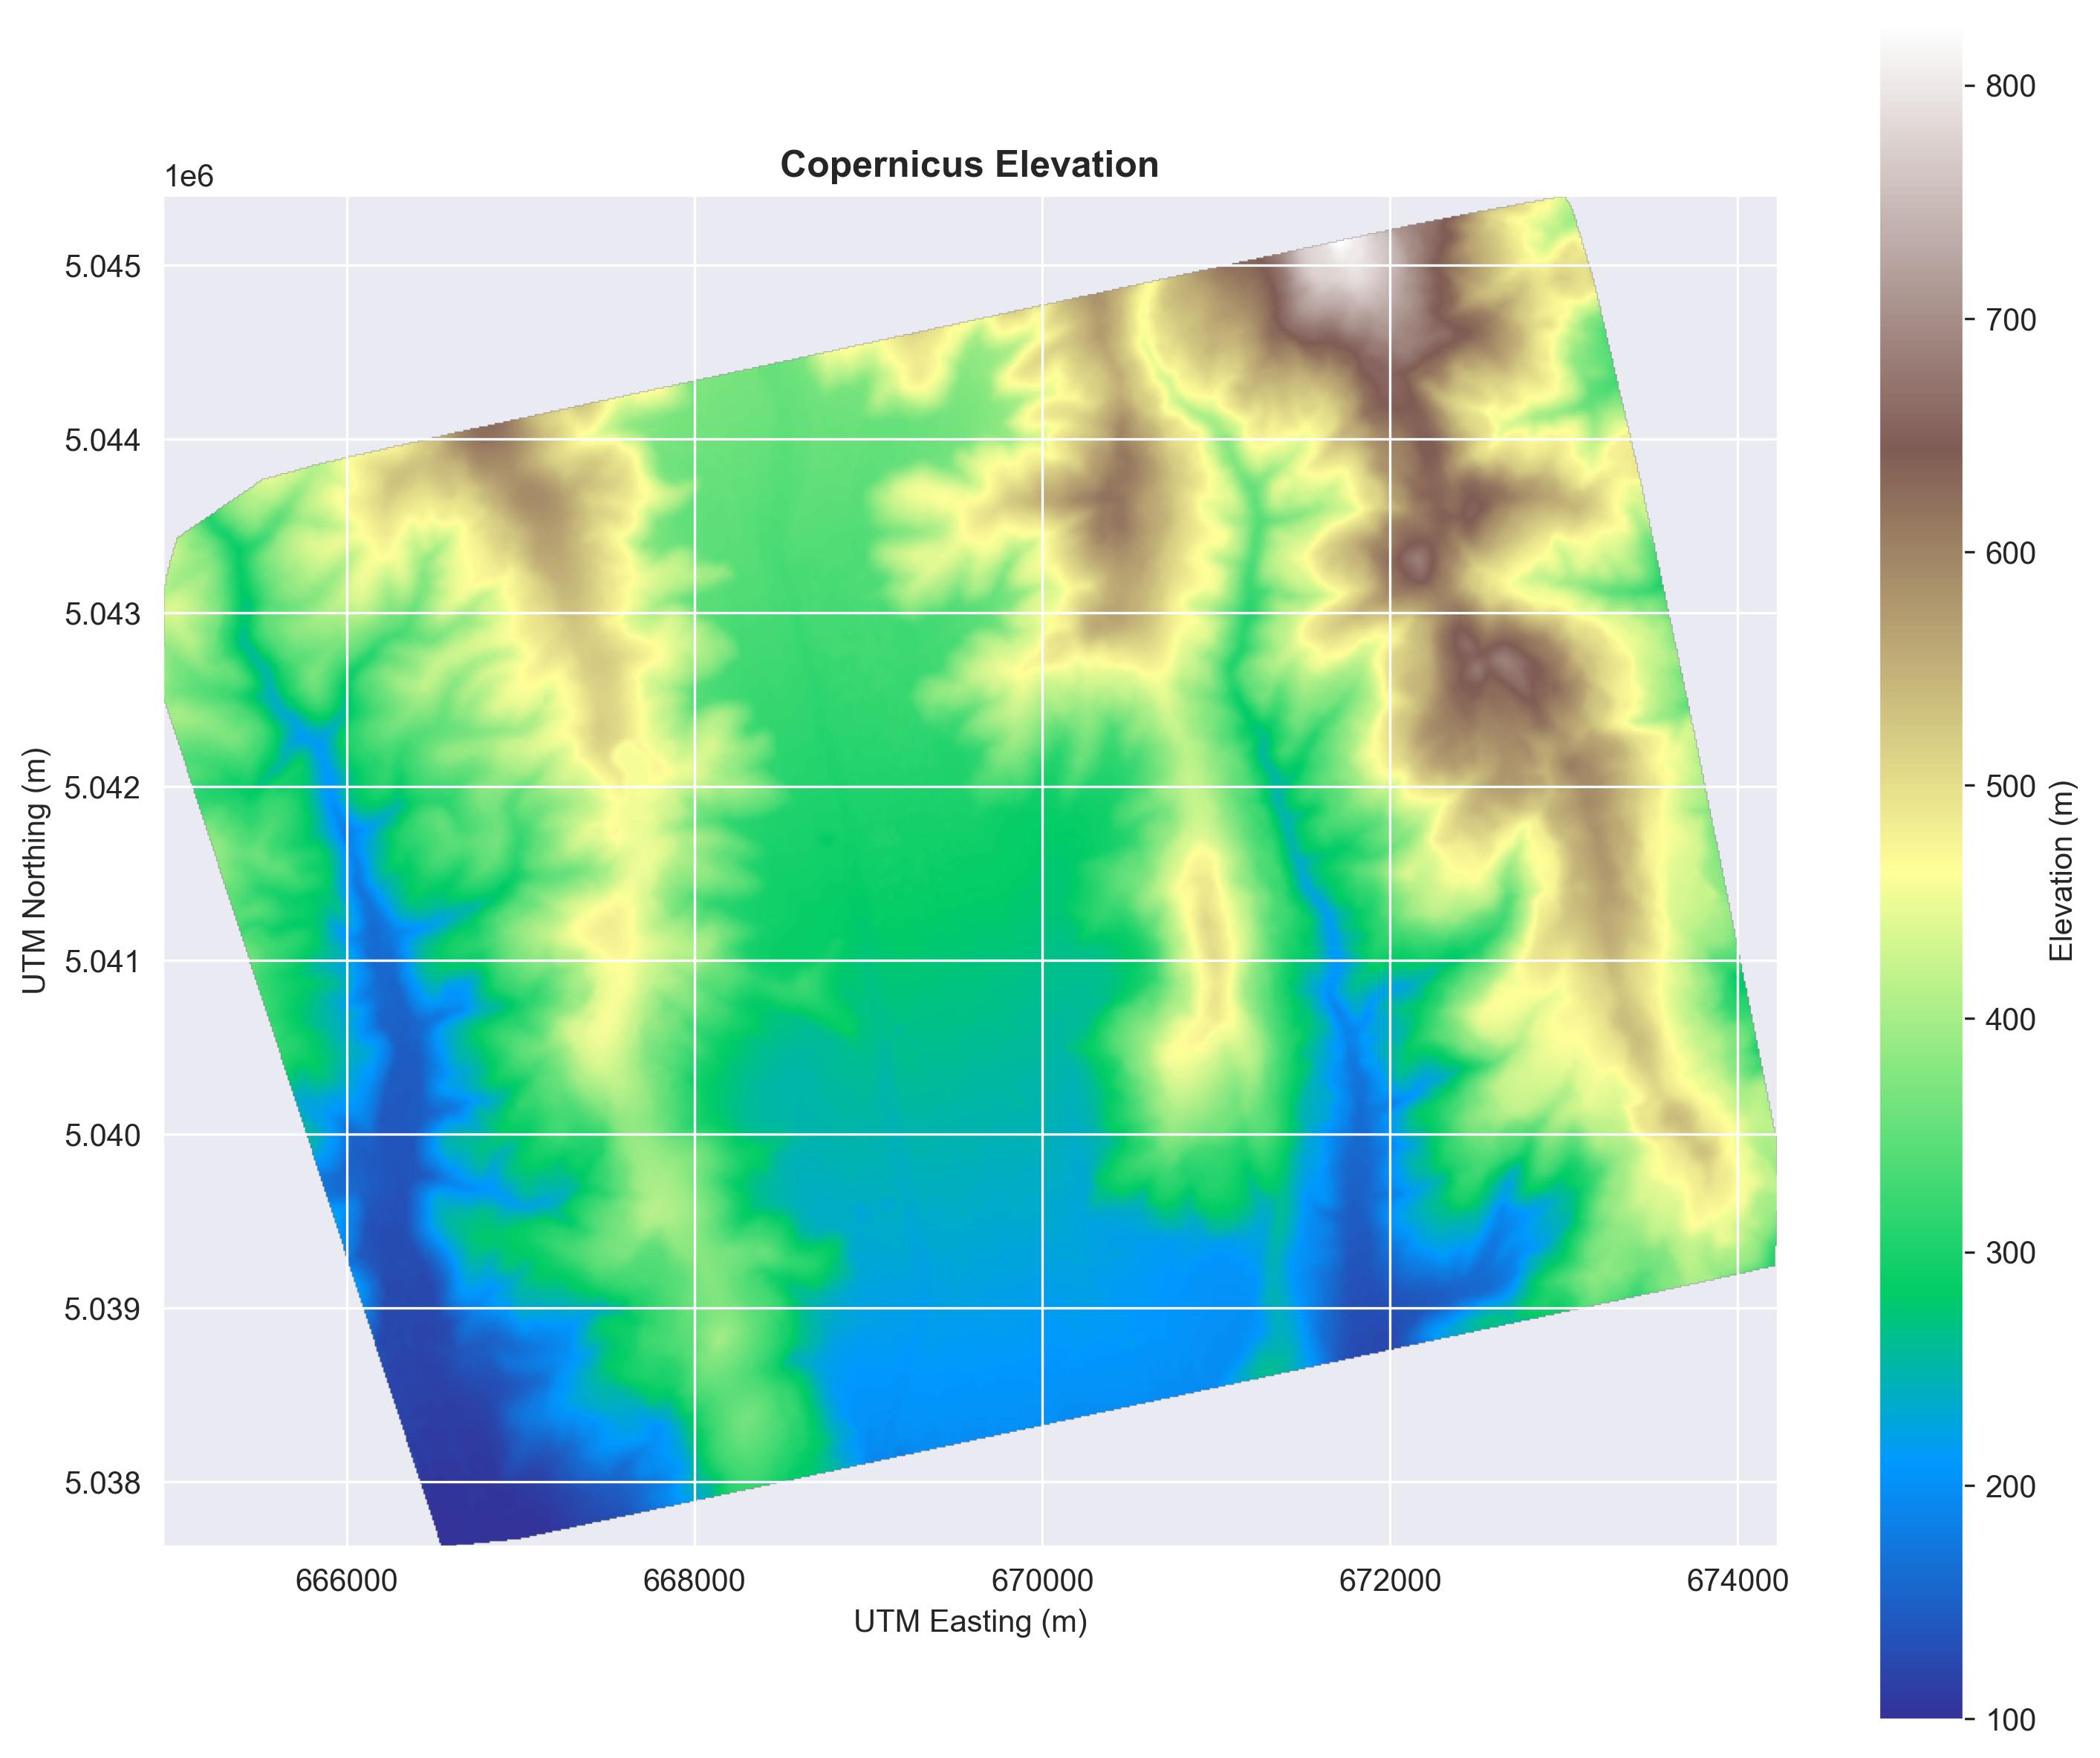 Copernicus Elevation
1e6
5.045
5.044
5.043
5.042
5.041
5.040
5.039
5.038
UTM Northing (m)
666000 668000 670000 672000 674000
UTM Easting (m)
800
700
600
500
400
300
200
100
Elevation (m)